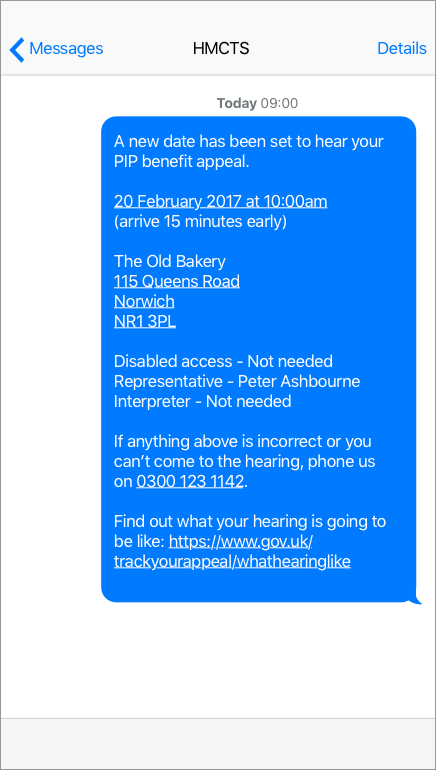 Messages HMCTS Details
Today 09:00
A new date has been set to hear your
PIP benefit appeal.
20 February 2017 at 10:00am
(arrive 15 minutes early)
The Old Bakery
115 Queens Road
Norwich
NR1 3PL
Disabled access - Not needed
Representative - Peter Ashbourne
Interpreter - Not needed
If anything above is incorrect or you
can’t come to the hearing, phone us
on 0300 123 1142.
Find out what your hearing is going to
be like: https://www.gov.uk/
trackyourappeal/whathearinglike